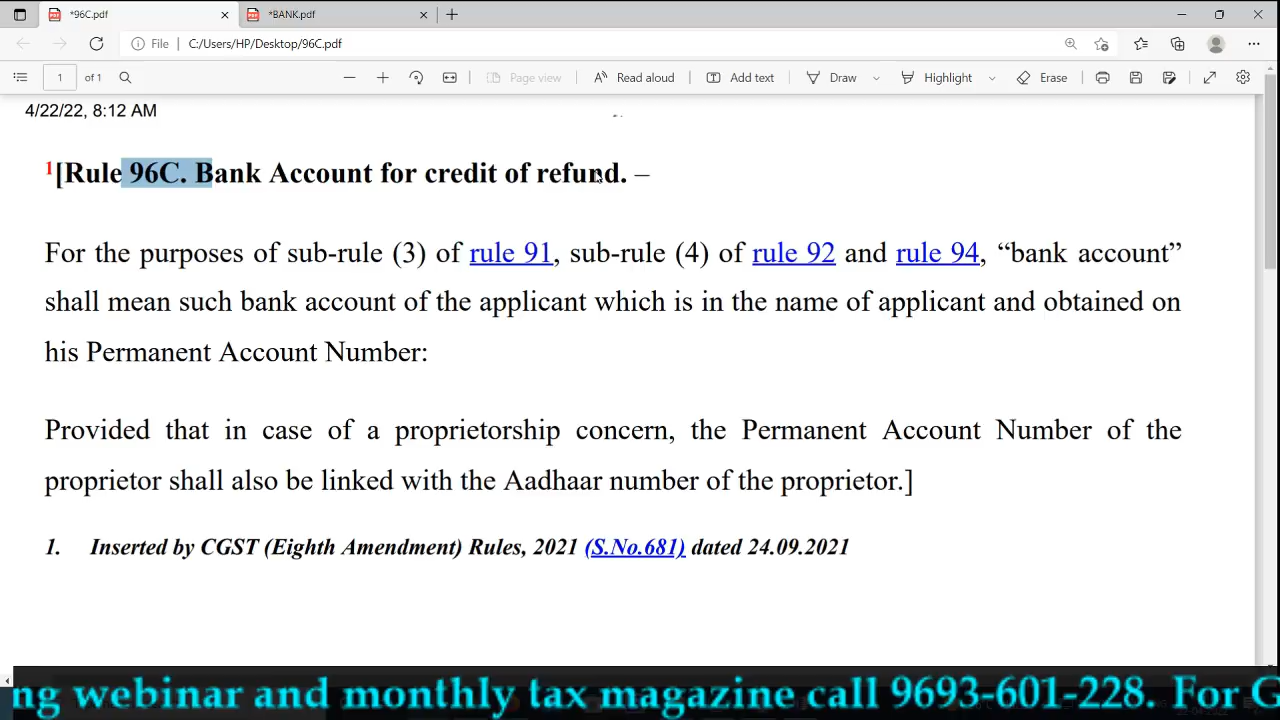 *96C.pdf
*BANK.pdf
File C:/Users/HP/Desktop/96C.pdf
1 of 1 Page view Read aloud Add text Draw Highlight Erase
4/22/22, 8:12 AM
1[Rule 96C. Bank Account for credit of refund. –
For the purposes of sub-rule (3) of rule 91, sub-rule (4) of rule 92 and rule 94, “bank account”
shall mean such bank account of the applicant which is in the name of applicant and obtained on
his Permanent Account Number:
Provided that in case of a proprietorship concern, the Permanent Account Number of the
proprietor shall also be linked with the Aadhaar number of the proprietor.]
1. Inserted by CGST (Eighth Amendment) Rules, 2021 (S.No.681) dated 24.09.2021
ng webinar and monthly tax magazine call 9693-601-228. For G